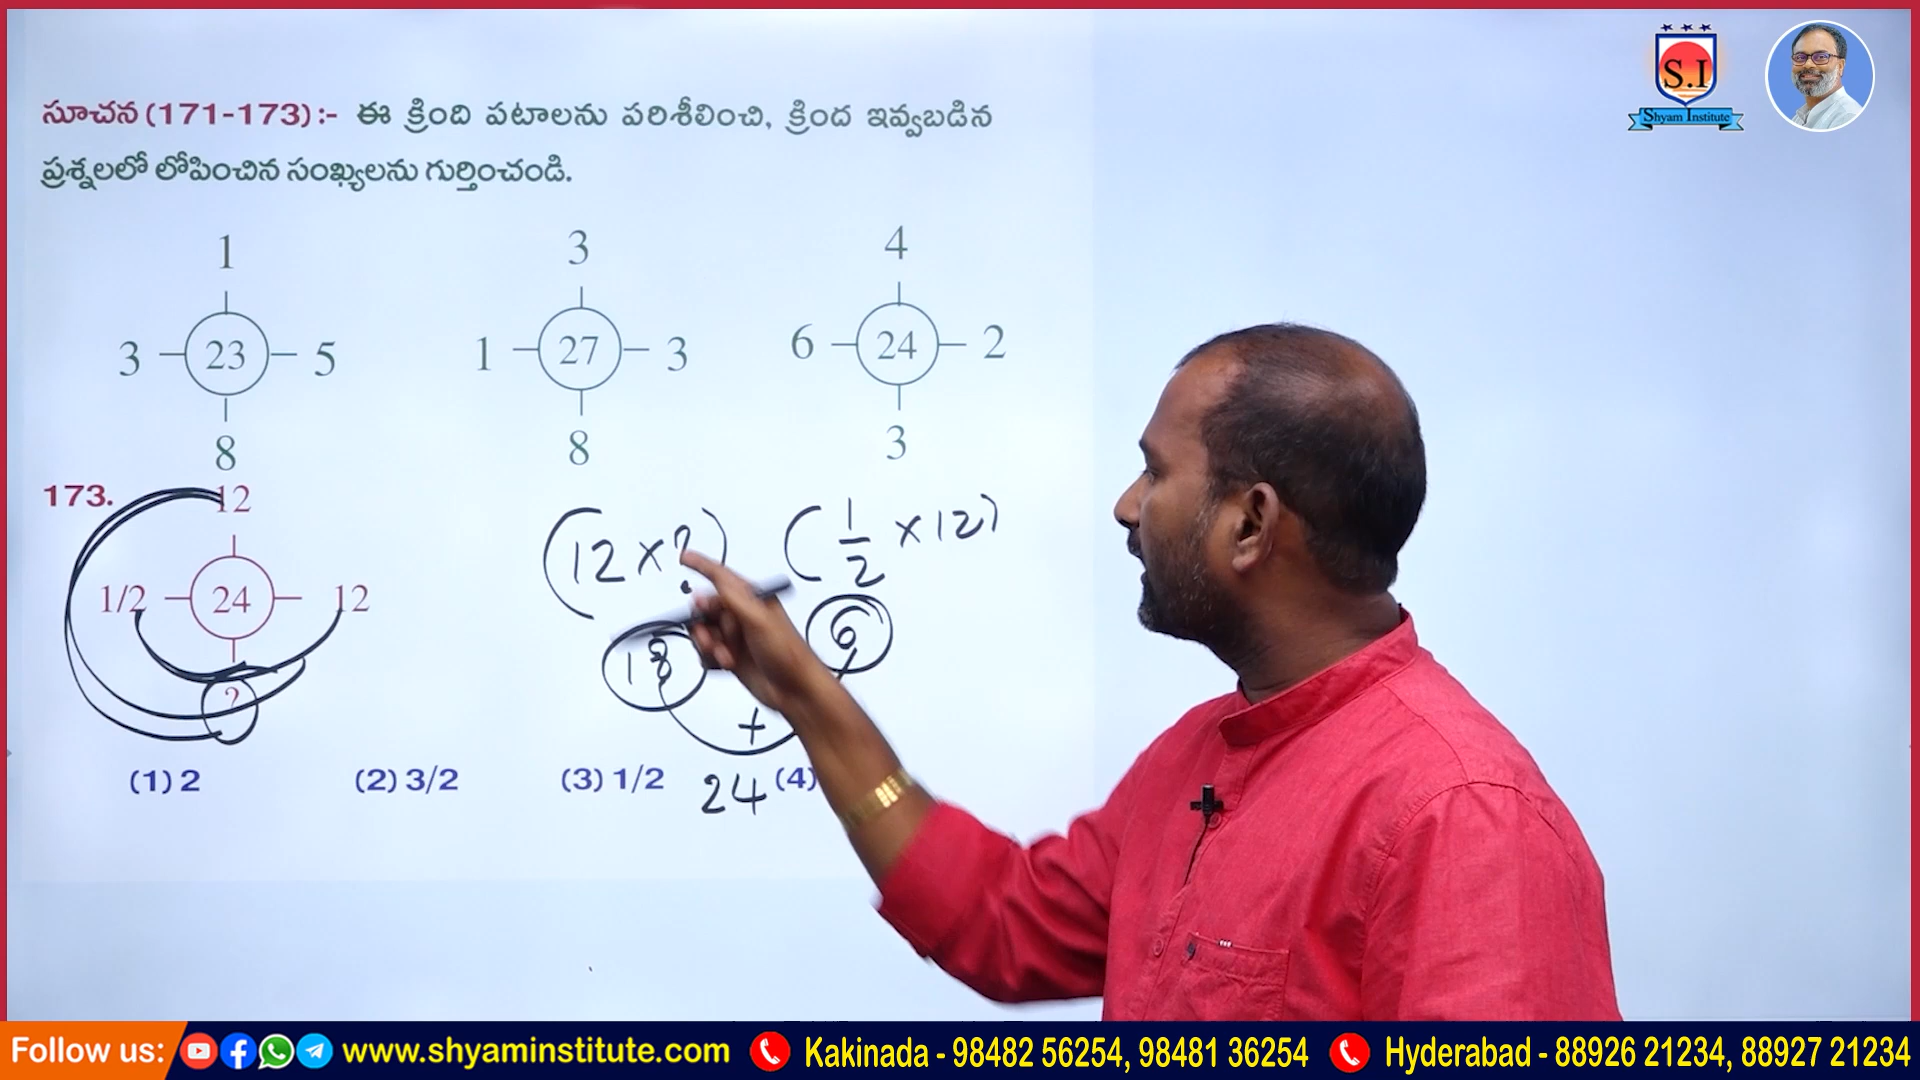 S.I
Shyam Institute
సూచన (171-173) :- ఈ క్రింది పటాలను పరిశీలించి, క్రింద ఇవ్వబడిన
ప్రశ్నలలో లోపించిన సంఖ్యలను గుర్తించండి.
1
3 23 5
8
3
1 27 3
8
4
6 24 2
3
173.
12
1/2 24 12
?
(12 × ?) (1/2 × 12)
18 6
+
24
(1) 2 (2) 3/2 (3) 1/2 (4)
Follow us: www.shyaminstitute.com Kakinada - 98482 56254, 98481 36254 Hyderabad - 88926 21234, 88927 21234